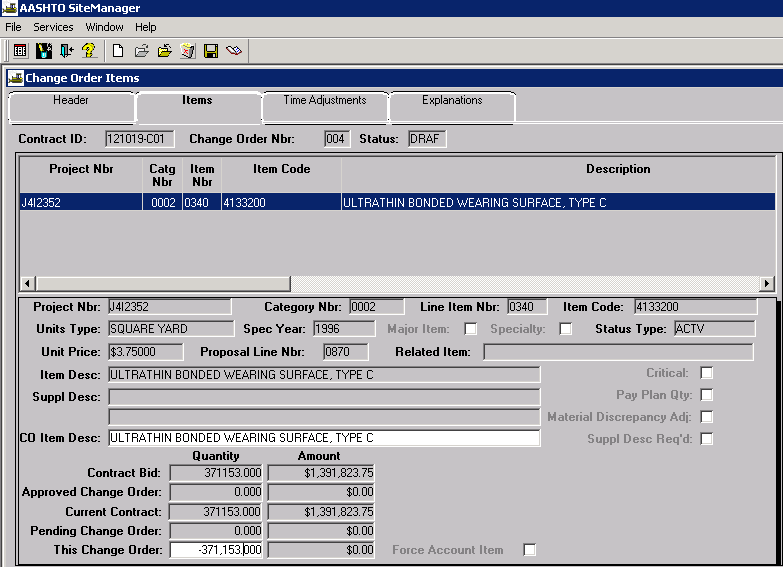 AASHTO SiteManager
File Services Window Help
Change Order Items
Header Items Time Adjustments Explanations
Contract ID: 121019-C01 Change Order Nbr: 004 Status: DRAF
Project Nbr Catg Nbr Item Nbr Item Code Description
J4I2352 0002 0340 4133200 ULTRATHIN BONDED WEARING SURFACE, TYPE C
Project Nbr: J4I2352 Category Nbr: 0002 Line Item Nbr: 0340 Item Code: 4133200
Units Type: SQUARE YARD Spec Year: 1996 Major Item: Specialty: Status Type: ACTV
Unit Price: $3.75000 Proposal Line Nbr: 0870 Related Item:
Item Desc: ULTRATHIN BONDED WEARING SURFACE, TYPE C Critical:
Suppl Desc: Pay Plan Qty:
Material Discrepancy Adj:
CO Item Desc: ULTRATHIN BONDED WEARING SURFACE, TYPE C Suppl Desc Req'd:
Quantity Amount
Contract Bid: 371153.000 $1,391,823.75
Approved Change Order: 0.000 $0.00
Current Contract: 371153.000 $1,391,823.75
Pending Change Order: 0.000 $0.00
This Change Order: -371,153.000 $0.00 Force Account Item